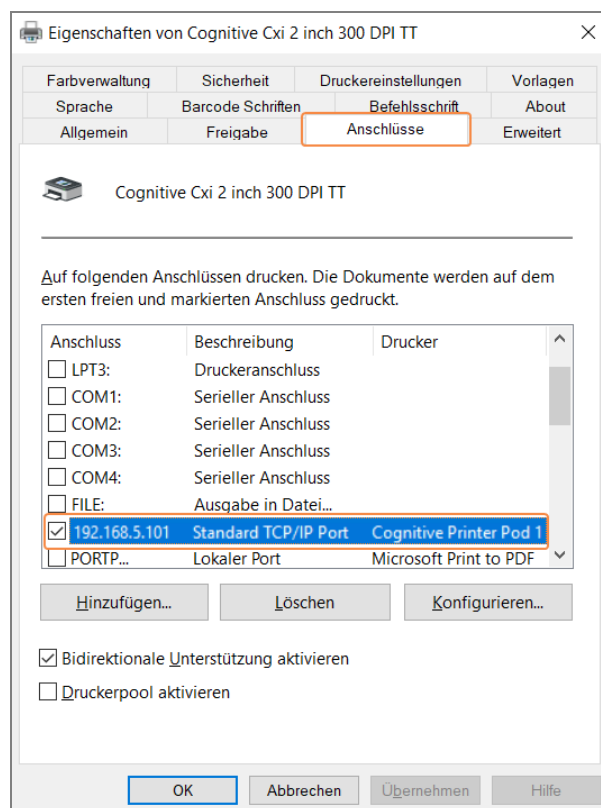 Eigenschaften von Cognitive Cxi 2 inch 300 DPI TT
Farbverwaltung Sicherheit Druckereinstellungen Vorlagen
Sprache Barcode Schriften Befehlsschrift About
Allgemein Freigabe Anschlüsse Erweitert
Cognitive Cxi 2 inch 300 DPI TT
Auf folgenden Anschlüssen drucken. Die Dokumente werden auf dem
ersten freien und markierten Anschluss gedruckt.
Anschluss Beschreibung Drucker
LPT3: Druckeranschluss
COM1: Serieller Anschluss
COM2: Serieller Anschluss
COM3: Serieller Anschluss
COM4: Serieller Anschluss
FILE: Ausgabe in Datei...
192.168.5.101 Standard TCP/IP Port Cognitive Printer Pod 1
PORTP... Lokaler Port Microsoft Print to PDF
Hinzufügen... Löschen Konfigurieren...
Bidirektionale Unterstützung aktivieren
Druckerpool aktivieren
OK Abbrechen Übernehmen Hilfe